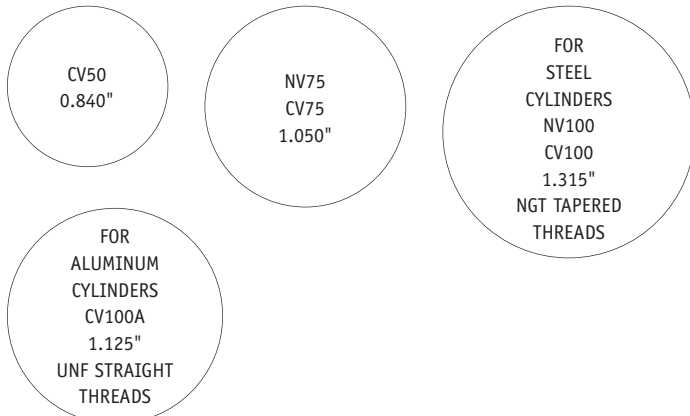 CV50
0.840"
NV75
CV75
1.050"
FOR
STEEL
CYLINDERS
NV100
CV100
1.315"
NGT TAPERED
THREADS
FOR
ALUMINUM
CYLINDERS
CV100A
1.125"
UNF STRAIGHT
THREADS